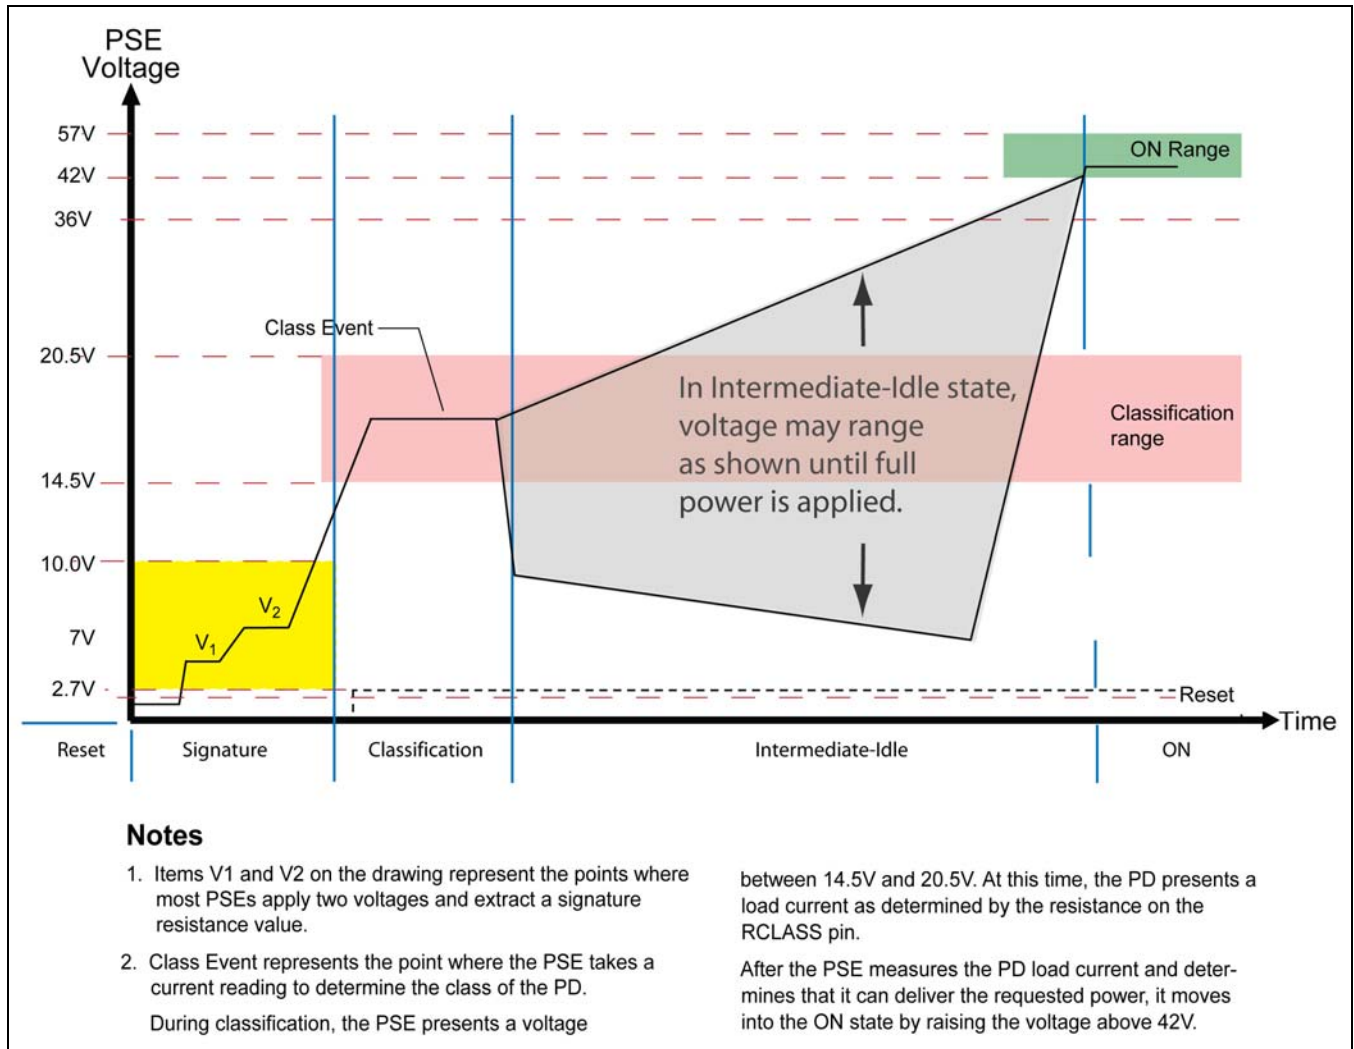 PSE
Voltage
57V
ON Range
42V
36V
Class Event
20.5V
In Intermediate-Idle state,
voltage may range
as shown until full
power is applied.
Classification
range
14.5V
10.0V
V2
7V
V1
2.7V
Reset
Time
Reset
Signature
Classification
Intermediate-Idle
ON
Notes
1. Items V1 and V2 on the drawing represent the points where
most PSEs apply two voltages and extract a signature
resistance value.
2. Class Event represents the point where the PSE takes a
current reading to determine the class of the PD.
During classification, the PSE presents a voltage
between 14.5V and 20.5V. At this time, the PD presents a
load current as determined by the resistance on the
RCLASS pin.
After the PSE measures the PD load current and deter-
mines that it can deliver the requested power, it moves
into the ON state by raising the voltage above 42V.